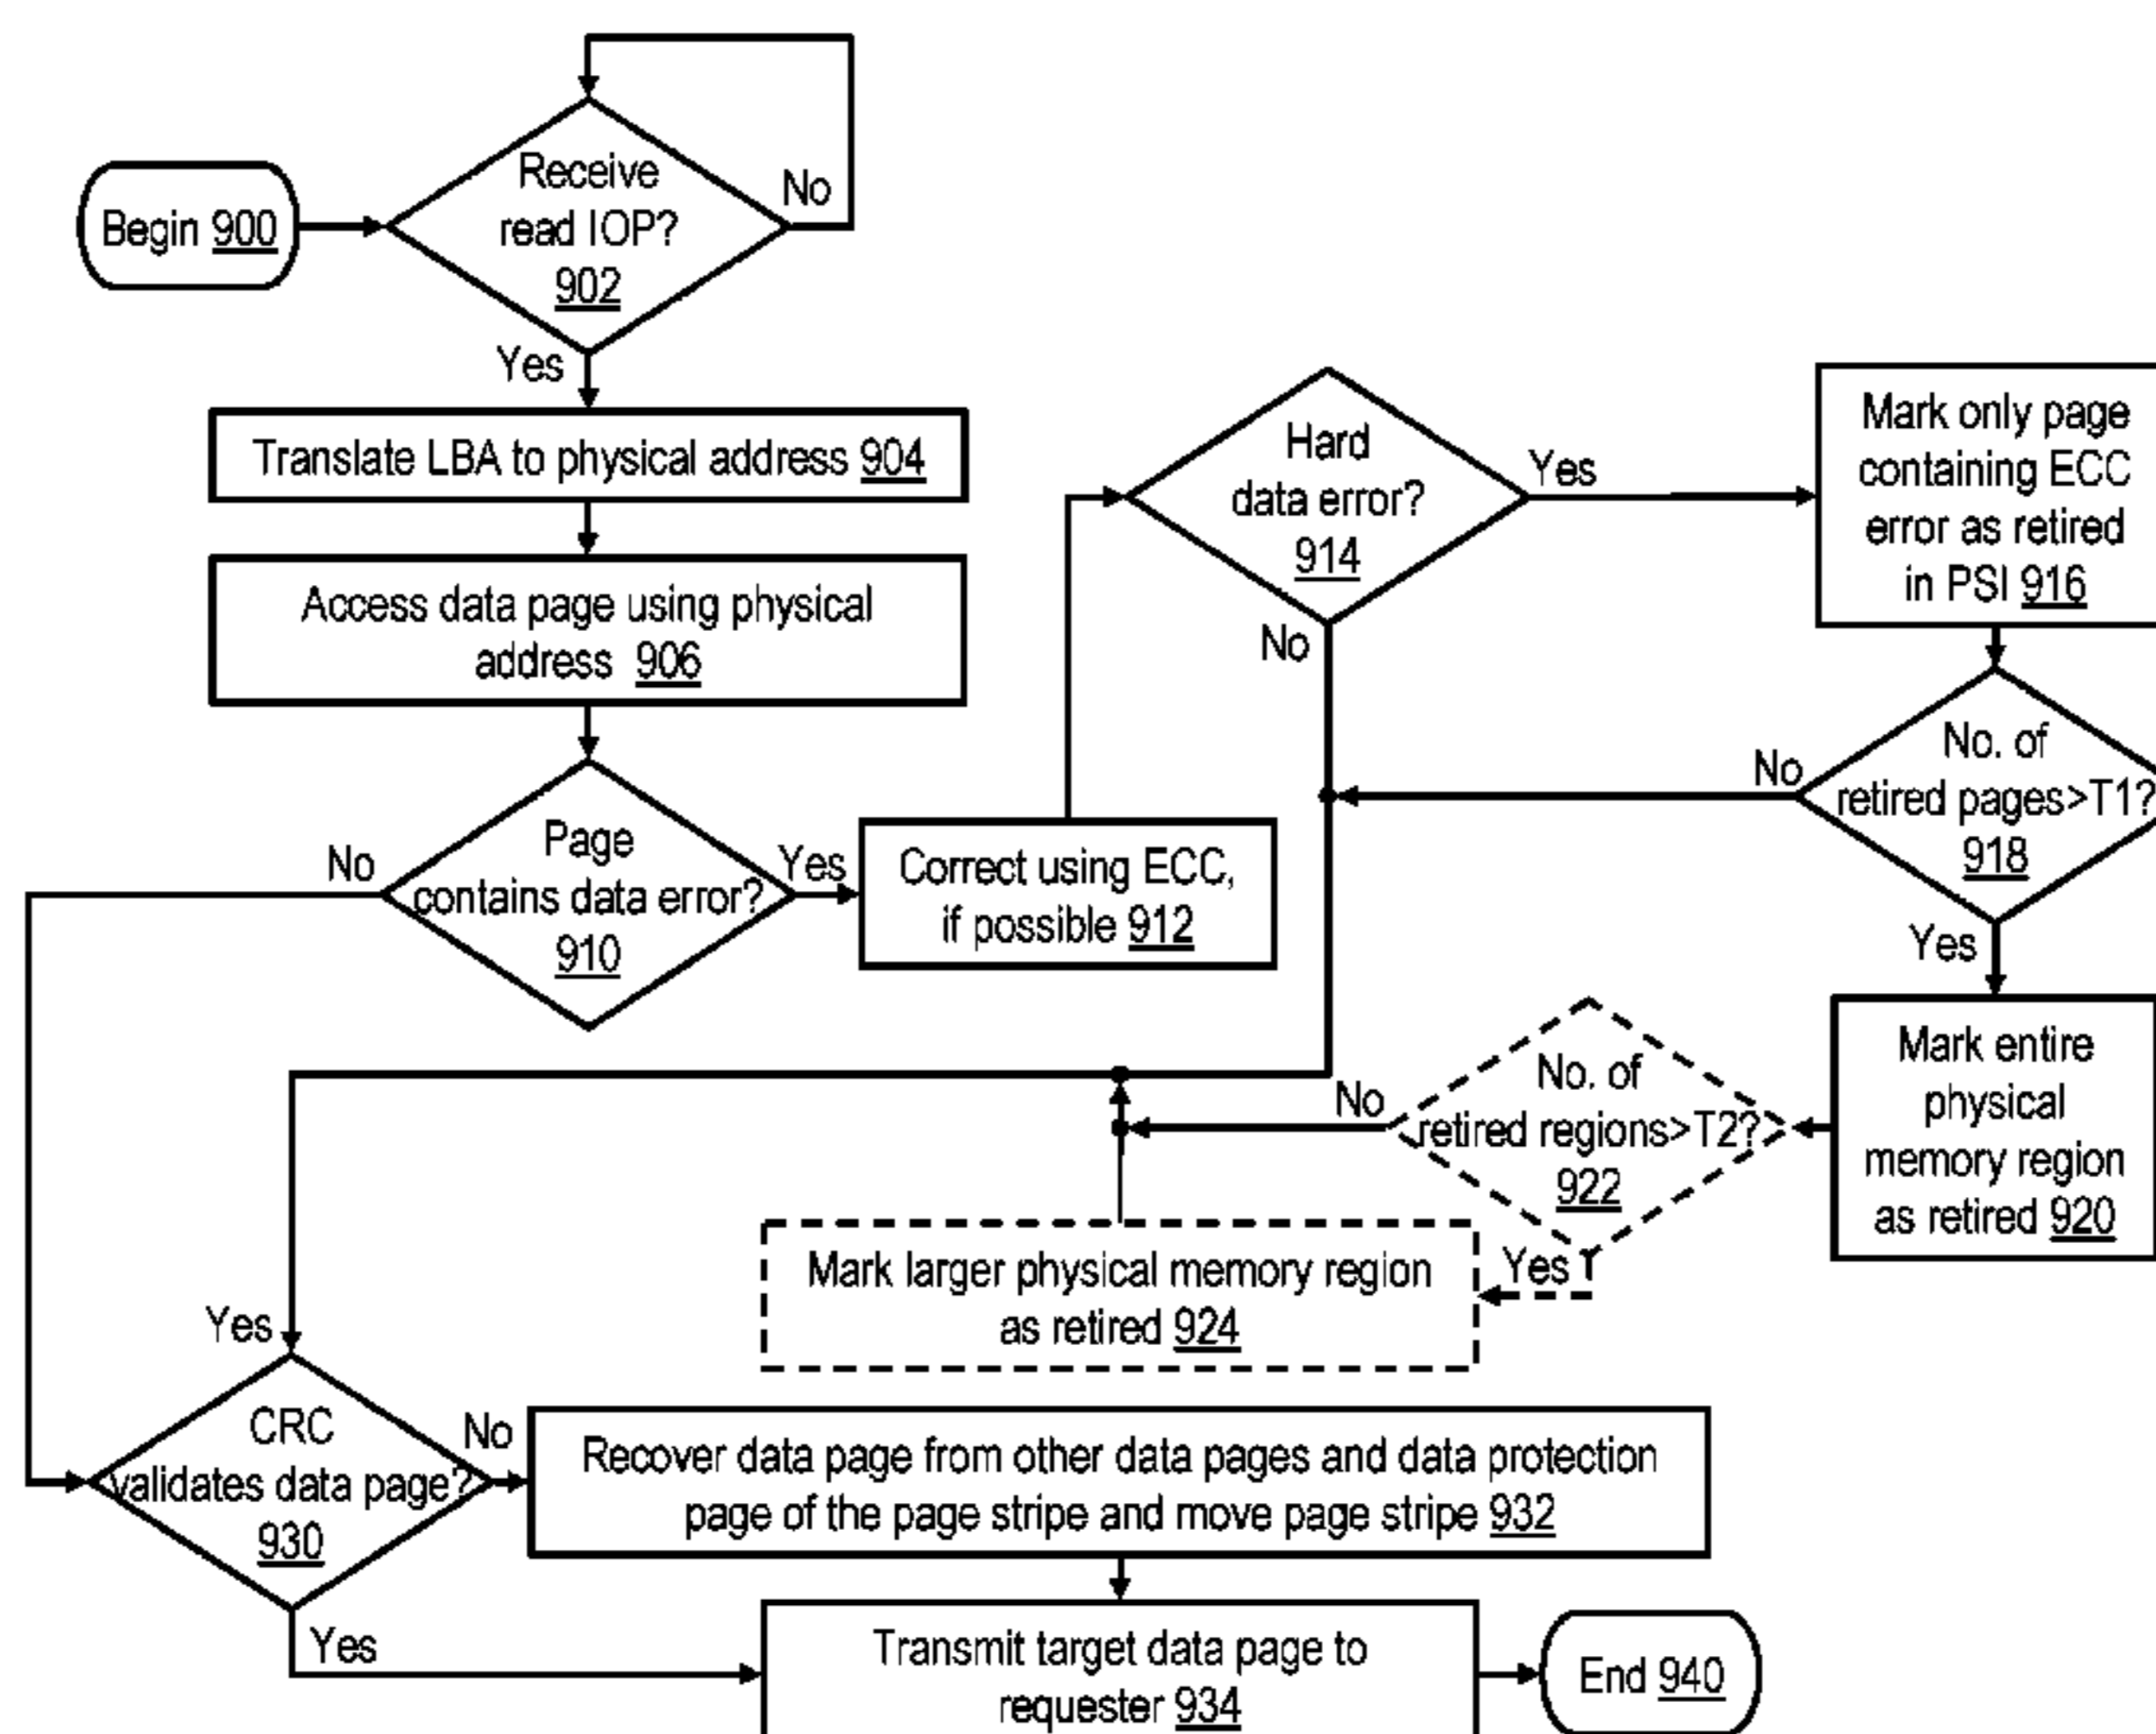 Begin 900
Receive
read IOP?
902
No
Yes
Translate LBA to physical address 904
Access data page using physical
address 906
Page
contains data error?
910
No
Yes
Correct using ECC,
if possible 912
Hard
data error?
914
Yes
No
Mark only page
containing ECC
error as retired
in PSI 916
No. of
retired pages>T1?
918
No
Yes
Mark entire
physical
memory region
as retired 920
No. of
retired regions>T2?
922
No
Yes
Mark larger physical memory region
as retired 924
Yes
CRC
validates data page?
930
No
Recover data page from other data pages and data protection
page of the page stripe and move page stripe 932
Yes
Transmit target data page to
requester 934
End 940